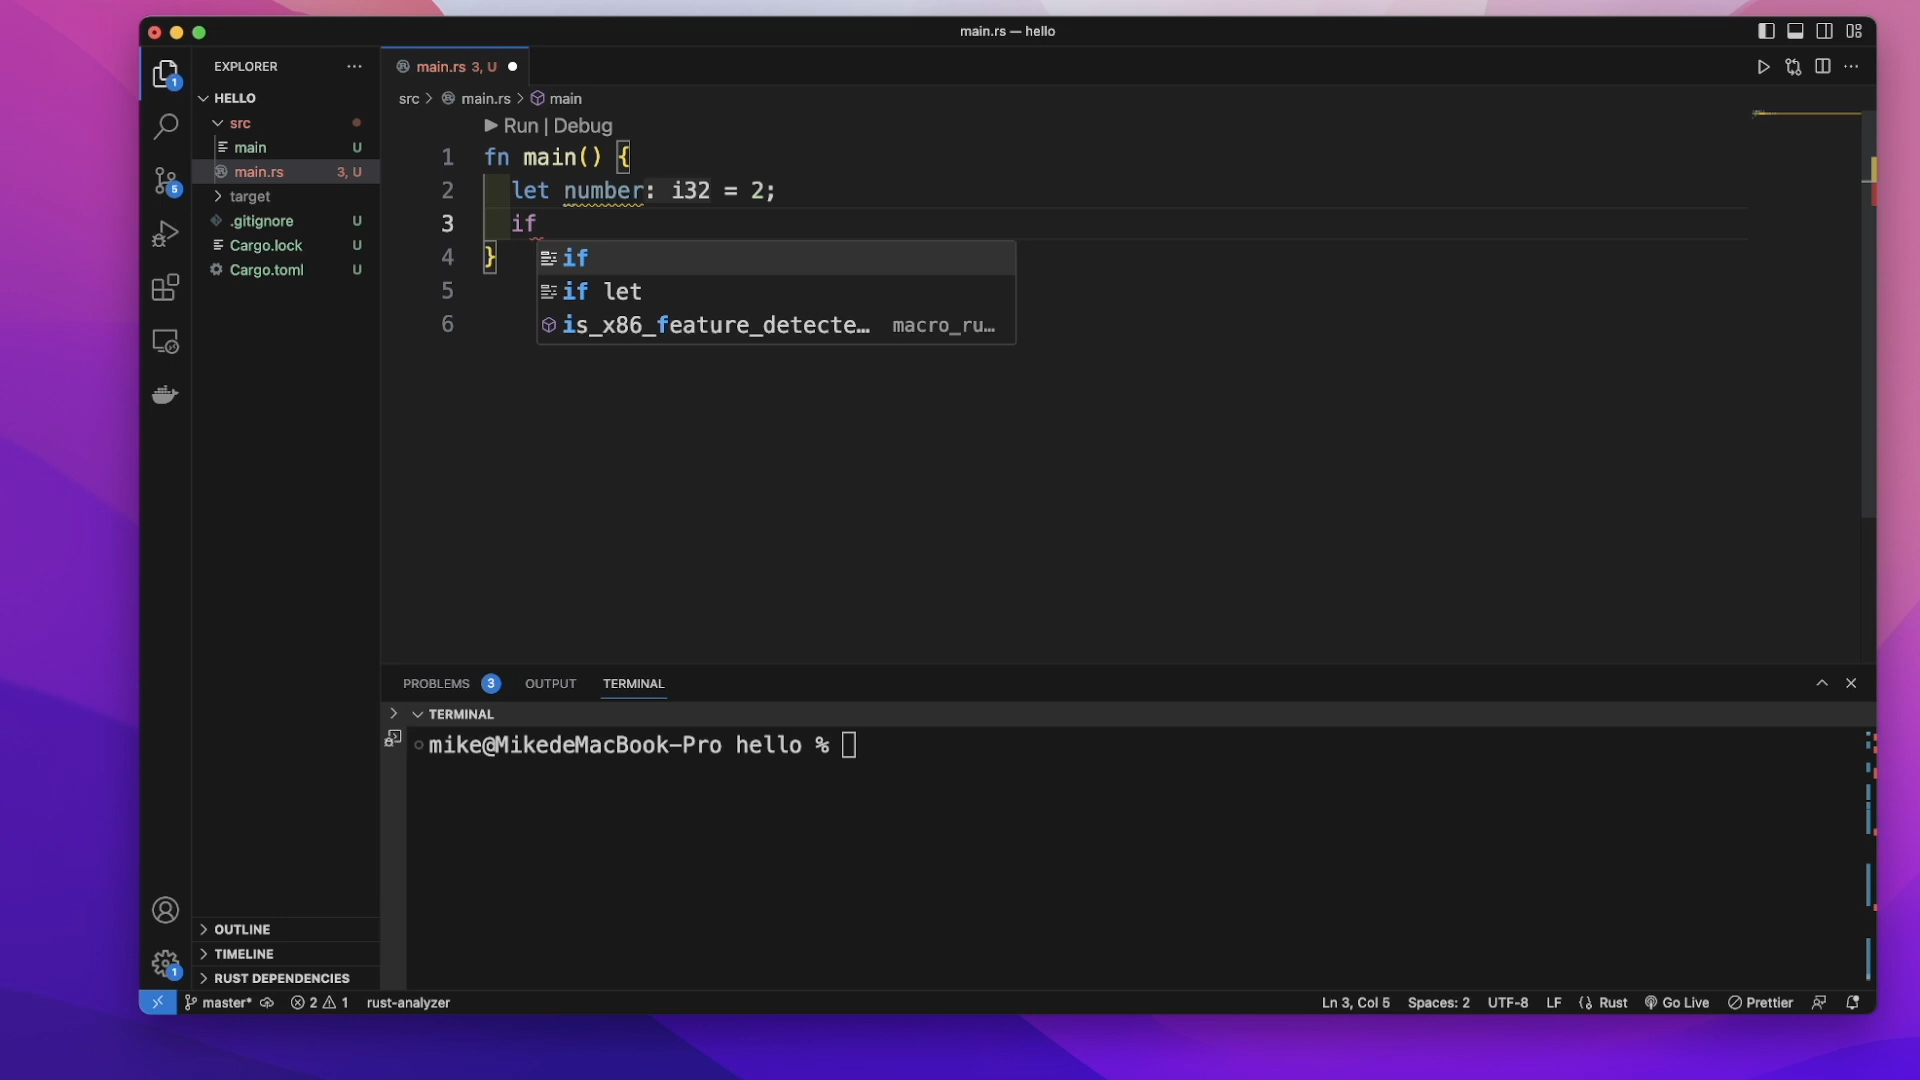 main.rs — hello
EXPLORER
HELLO
src
main U
main.rs 3, U
target
.gitignore U
Cargo.lock U
Cargo.toml U
OUTLINE
TIMELINE
RUST DEPENDENCIES
1
5
1
main.rs 3, U
src > main.rs > main
Run | Debug
1 fn main() {
2 let number: i32 = 2;
3 if
4 }
5
6
if
if let
is_x86_feature_detecte… macro_ru…
PROBLEMS 3 OUTPUT TERMINAL
TERMINAL
mike@MikedeMacBook-Pro hello %
master* 2 1 rust-analyzer Ln 3, Col 5 Spaces: 2 UTF-8 LF Rust Go Live Prettier